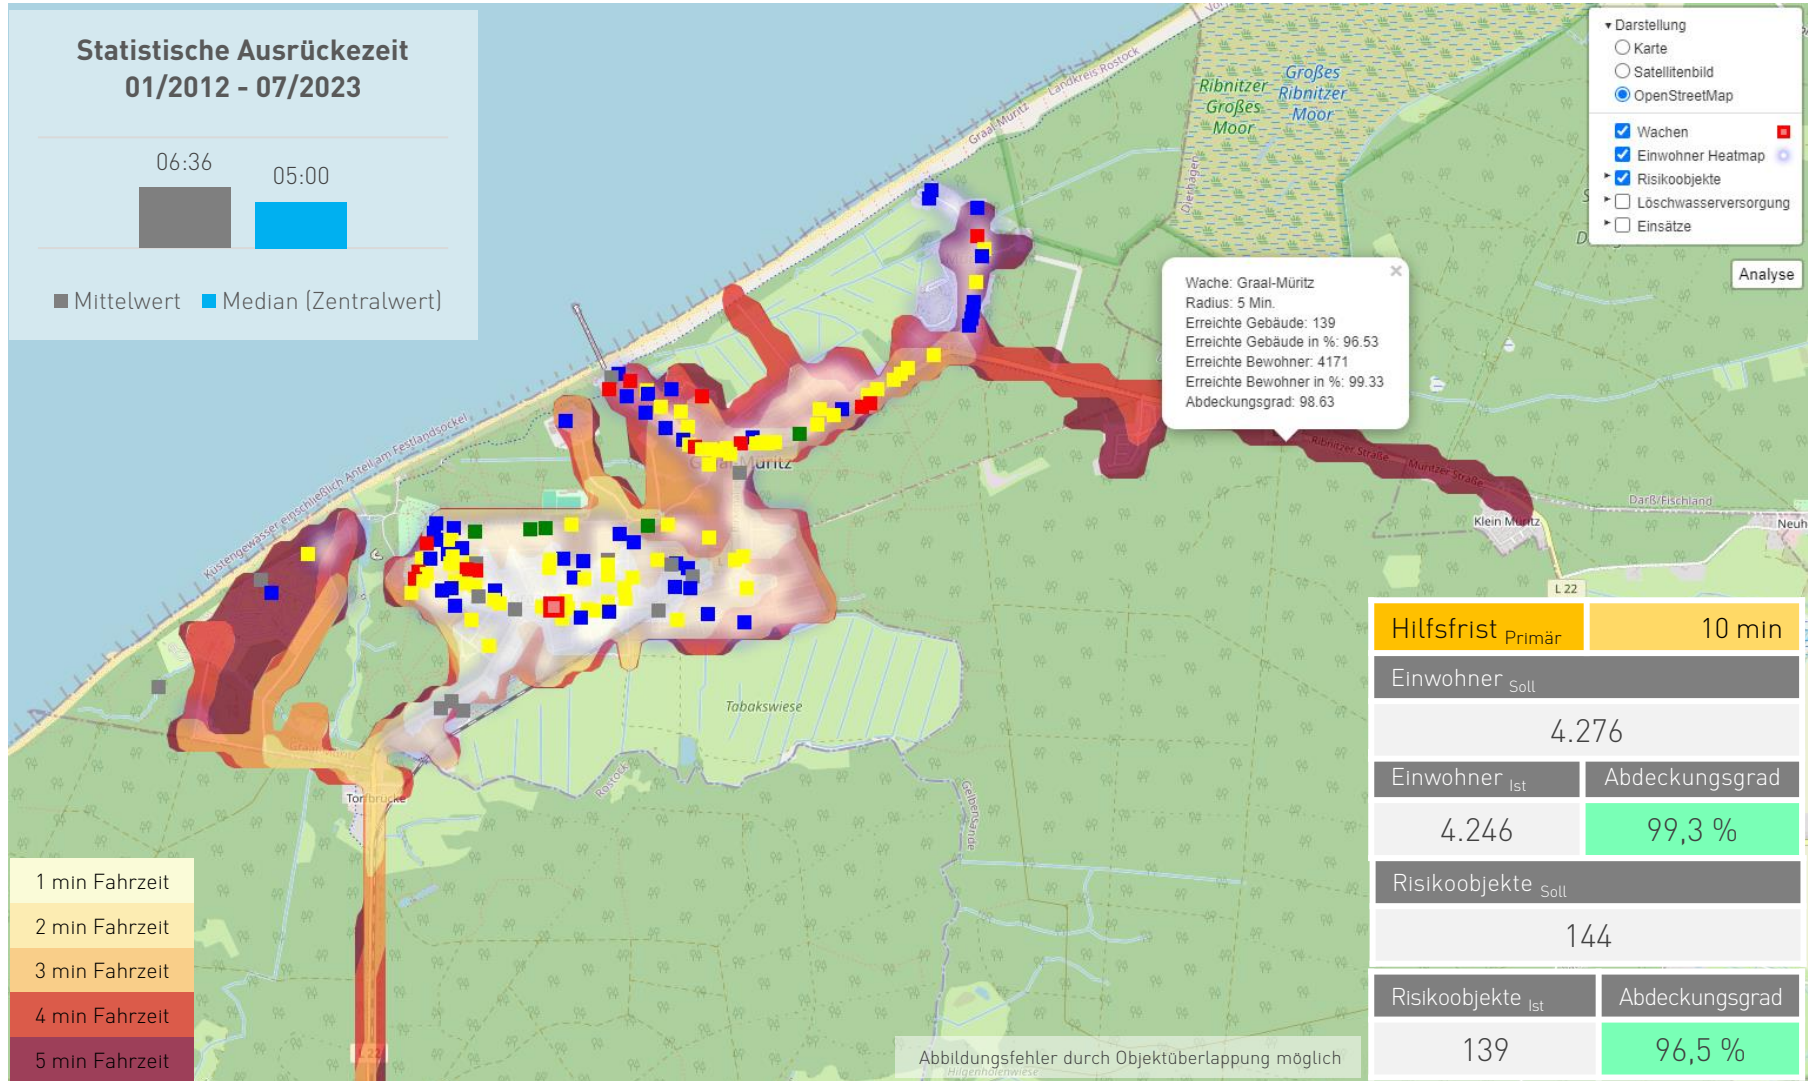 Statistische Ausrückezeit
01/2012 - 07/2023
06:36
05:00
Mittelwert
Median (Zentralwert)
Darstellung
Karte
Satellitenbild
OpenStreetMap
Wachen
Einwohner Heatmap
Risikoobjekte
Löschwasserversorgung
Einsätze
Analyse
Wache: Graal-Müritz
Radius: 5 Min.
Erreichte Gebäude: 139
Erreichte Gebäude in %: 96.53
Erreichte Bewohner: 4171
Erreichte Bewohner in %: 99.33
Abdeckungsgrad: 98.63
Landkreis Rostock
Graal-Müritz
Ribnitzer
Großes
Moor
Großes
Ribnitzer
Moor
Dierhagen
Küstengewässer einschließlich Anteil am Festlandsockel
Ribnitzer Straße
Müritzer Straße
Darß/Fischland
Klein Müritz
Neuh
L 22
Tabakswiese
Rostock
Gelbensande
Torfbrücke
L 22
Hilgenhölenwiese
1 min Fahrzeit
2 min Fahrzeit
3 min Fahrzeit
4 min Fahrzeit
5 min Fahrzeit
Abbildungsfehler durch Objektüberlappung möglich
Hilfsfrist Primär
10 min
Einwohner Soll
4.276
Einwohner Ist
Abdeckungsgrad
4.246
99,3 %
Risikoobjekte Soll
144
Risikoobjekte Ist
Abdeckungsgrad
139
96,5 %